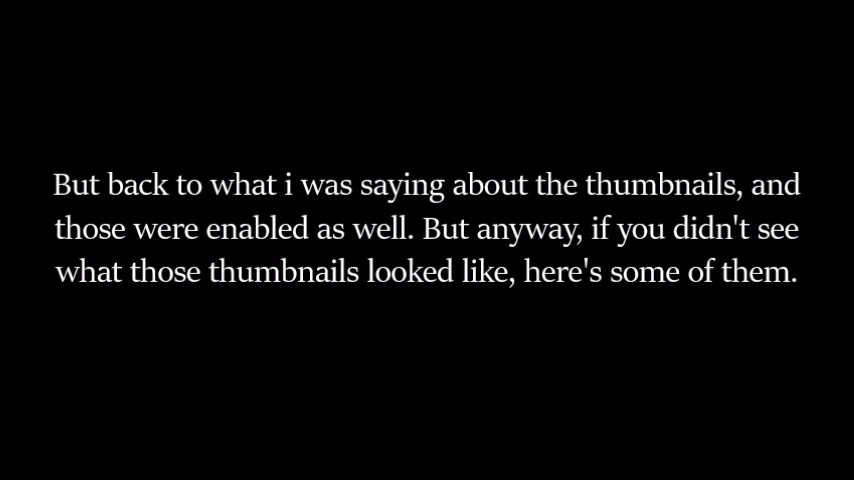 But back to what i was saying about the thumbnails, and
those were enabled as well. But anyway, if you didn't see
what those thumbnails looked like, here's some of them.